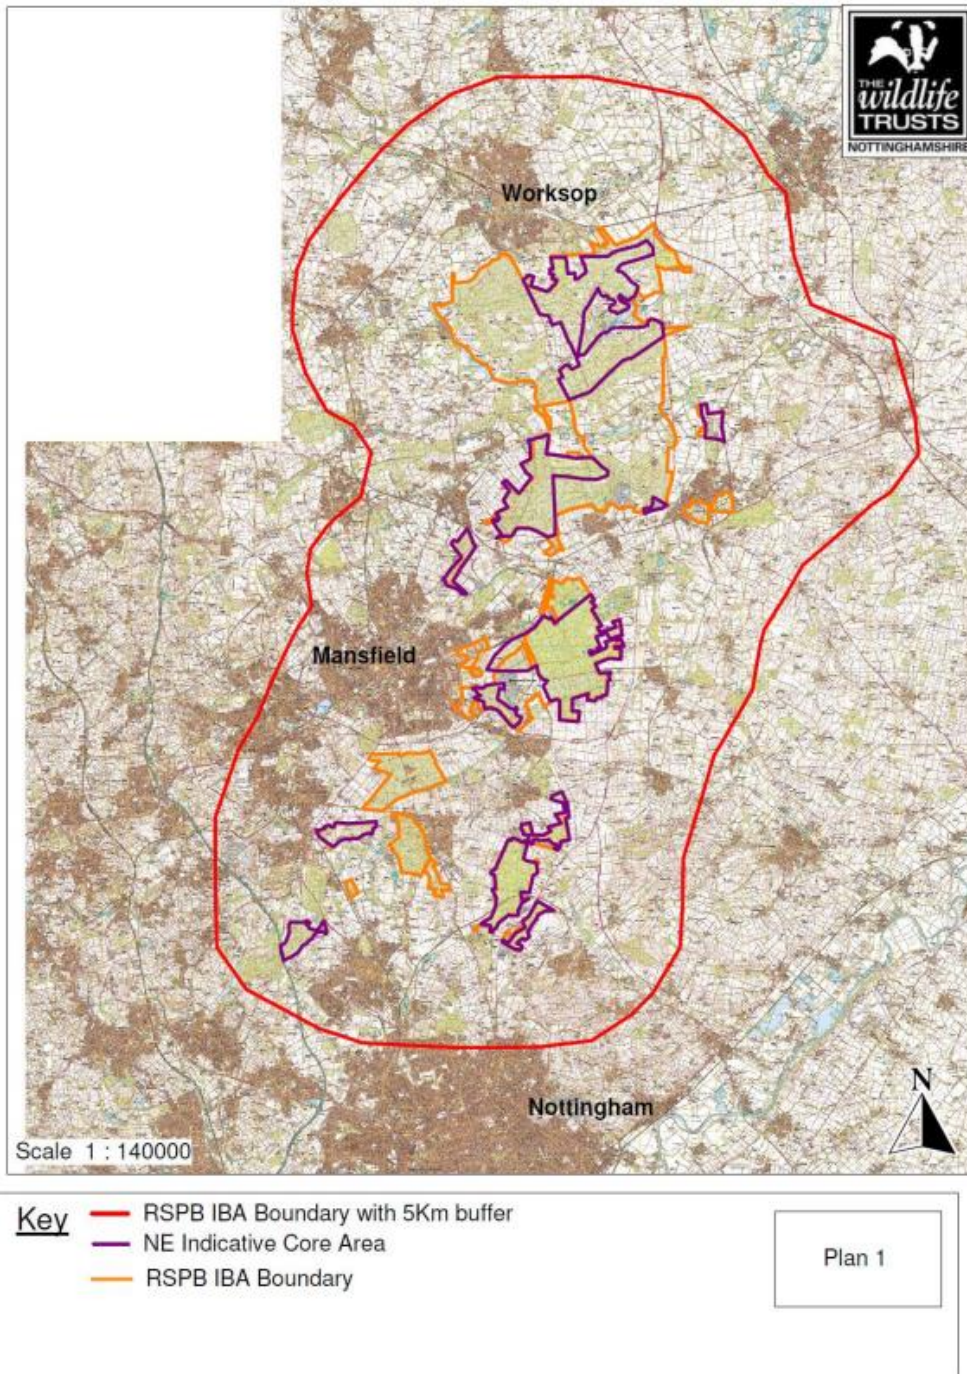 THE
wildlife
TRUSTS
NOTTINGHAMSHIRE
Worksop
Mansfield
Nottingham
N
Scale 1 : 140000
Key
RSPB IBA Boundary with 5Km buffer
NE Indicative Core Area
RSPB IBA Boundary
Plan 1